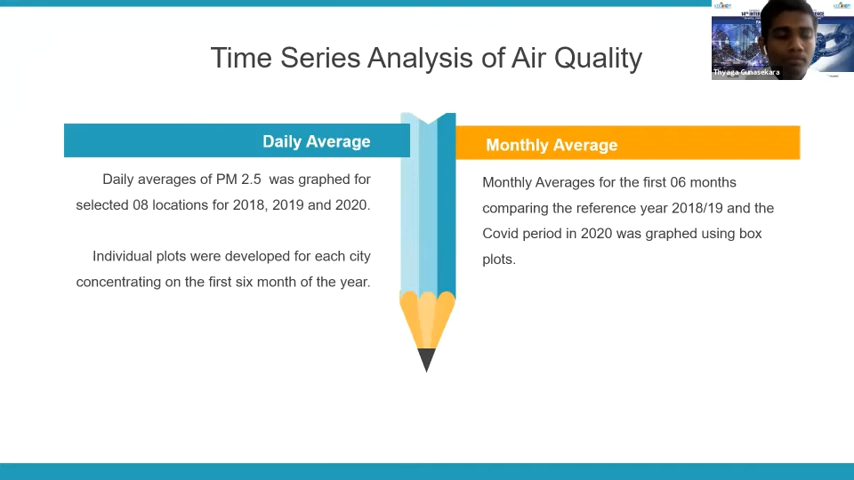 Time Series Analysis of Air Quality
Daily Average
Daily averages of PM 2.5 was graphed for
selected 08 locations for 2018, 2019 and 2020.
Individual plots were developed for each city
concentrating on the first six month of the year.
Monthly Average
Monthly Averages for the first 06 months
comparing the reference year 2018/19 and the
Covid period in 2020 was graphed using box
plots.
Thyaga Gunasekara